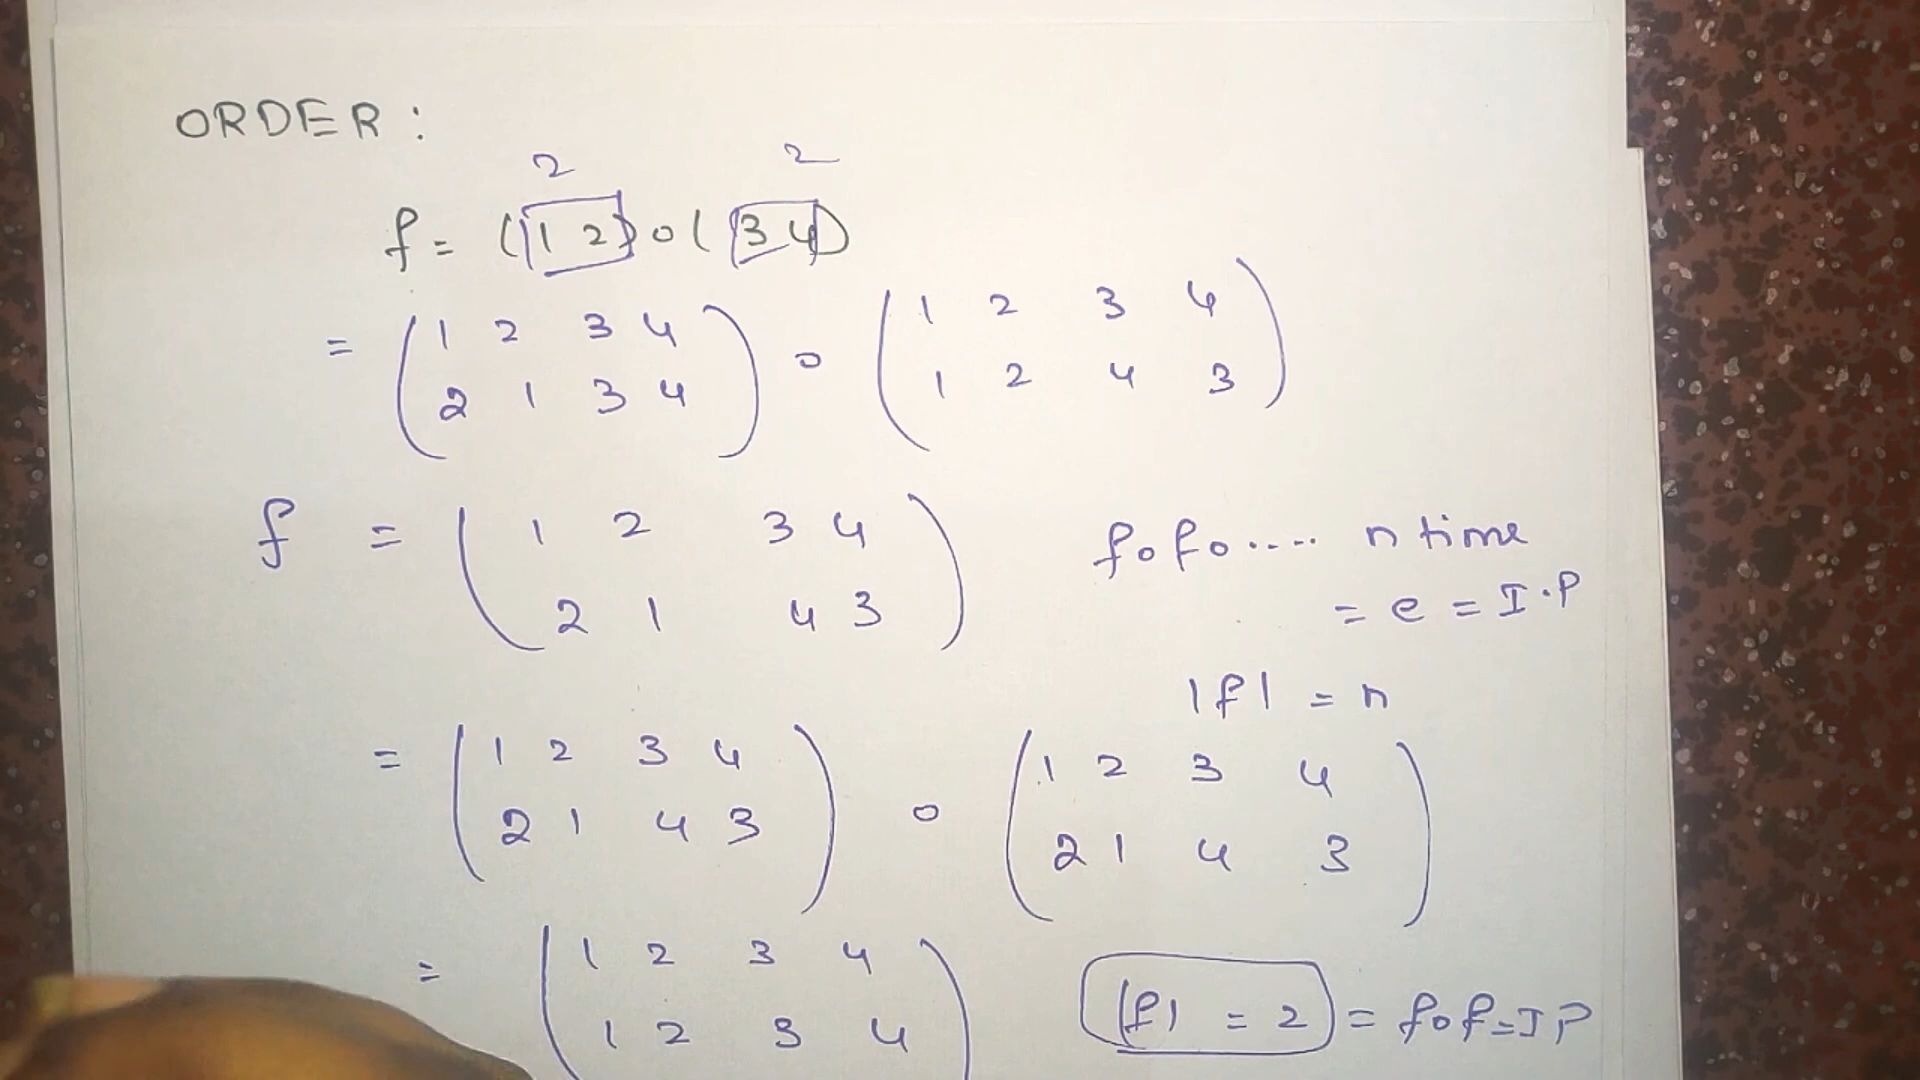 ORDER :
2 2
f = (1 2) o (3 4)
= ( 1 2 3 4 ) o ( 1 2 3 4 )
2 1 3 4 1 2 4 3
f = ( 1 2 3 4 ) fofo.... n time
2 1 4 3 = e = I.P
|f| = n
= ( 1 2 3 4 ) o ( 1 2 3 4 )
2 1 4 3 2 1 4 3
= ( 1 2 3 4 )
1 2 3 4 |f| = 2 = fof=IP